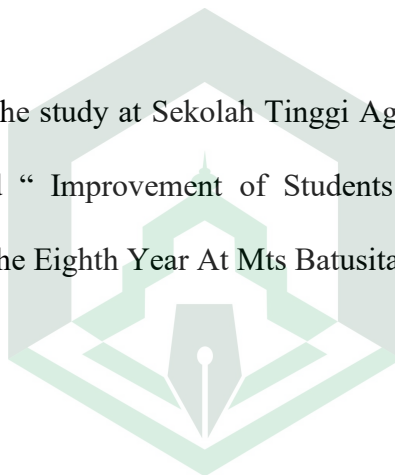 he study at Sekolah Tinggi Ag
“ Improvement of Students
he Eighth Year At Mts Batusita